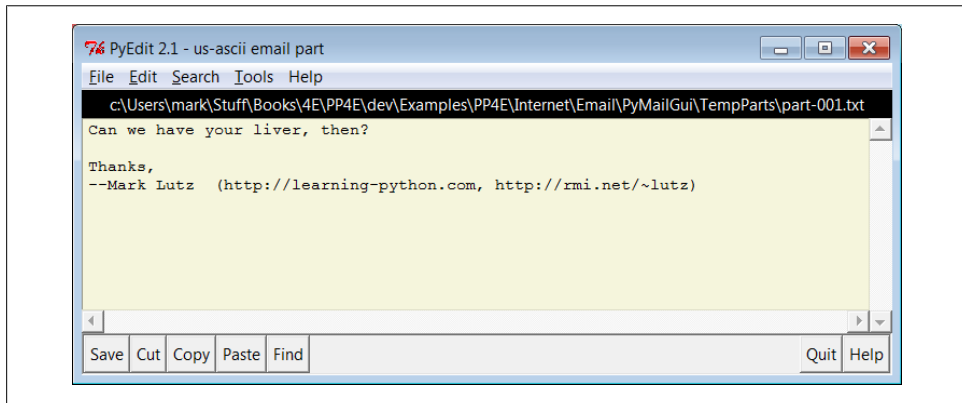 PyEdit 2.1 - us-ascii email part
File Edit Search Tools Help
c:\Users\mark\Stuff\Books\4E\PP4E\dev\Examples\PP4E\Internet\Email\PyMailGui\TempParts\part-001.txt
Can we have your liver, then?
Thanks,
--Mark Lutz (http://learning-python.com, http://rmi.net/~lutz)
Save Cut Copy Paste Find Quit Help